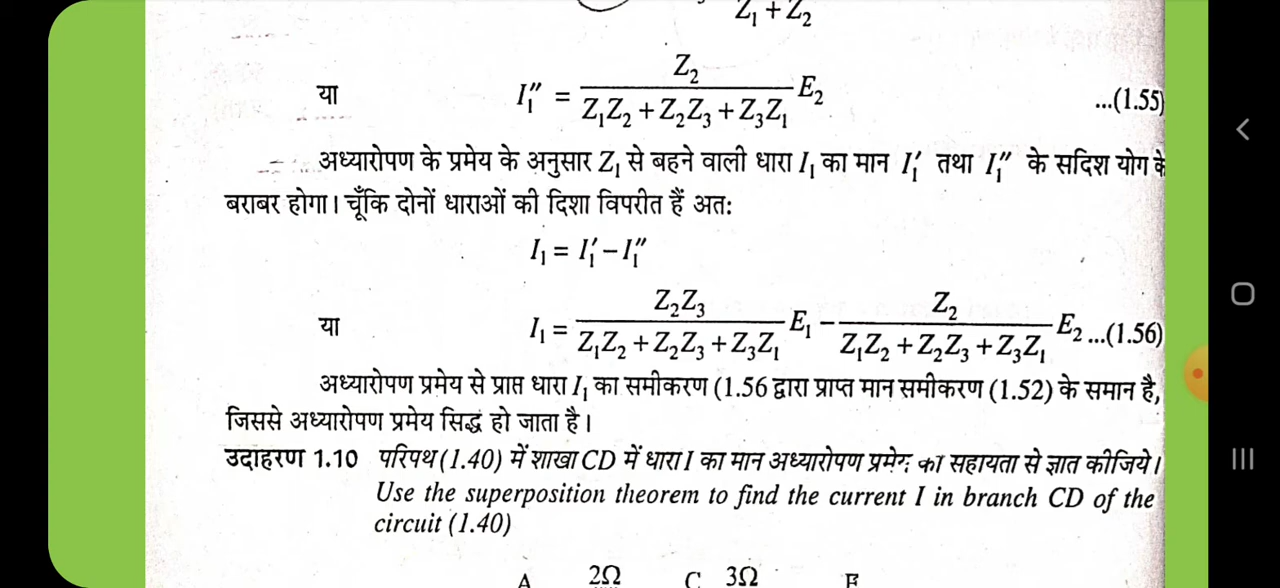 Z₁ + Z₂
या I₁″ = Z₂ / (Z₁Z₂ + Z₂Z₃ + Z₃Z₁) E₂ ...(1.55)
अध्यारोपण के प्रमेय के अनुसार Z₁ से बहने वाली धारा I₁ का मान I₁′ तथा I₁″ के सदिश योग के
बराबर होगा। चूँकि दोनों धाराओं की दिशा विपरीत हैं अत:
I₁ = I₁′ – I₁″
या I₁ = Z₂Z₃ / (Z₁Z₂ + Z₂Z₃ + Z₃Z₁) E₁ – Z₂ / (Z₁Z₂ + Z₂Z₃ + Z₃Z₁) E₂ ...(1.56)
अध्यारोपण प्रमेय से प्राप्त धारा I₁ का समीकरण (1.56 द्वारा प्राप्त मान समीकरण (1.52) के समान है,
जिससे अध्यारोपण प्रमेय सिद्ध हो जाता है।
उदाहरण 1.10 परिपथ (1.40) में शाखा CD में धारा I का मान अध्यारोपण का सहायता से ज्ञात कीजिये।
Use the superposition theorem to find the current I in branch CD of the
circuit (1.40)
A 2Ω C 3Ω